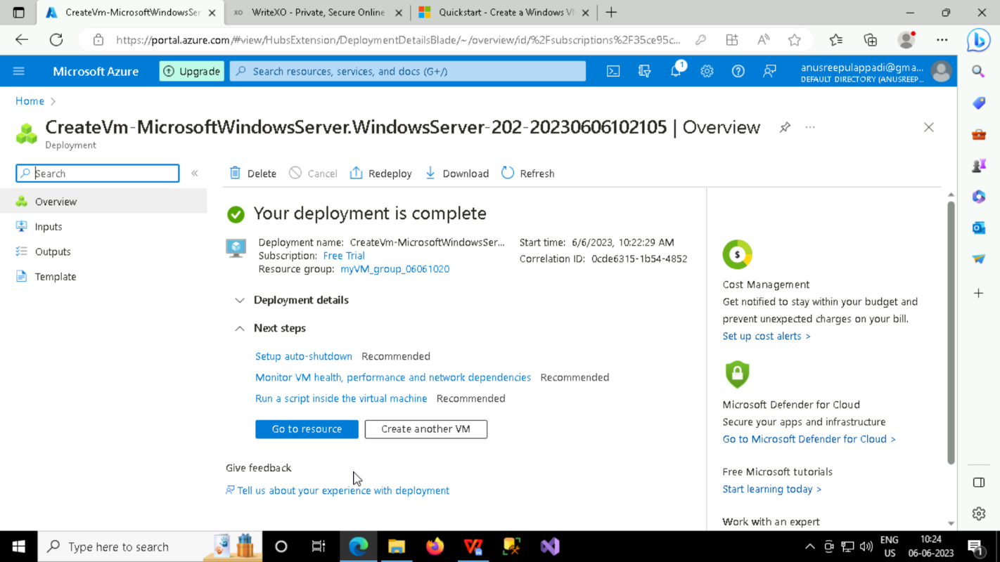 CreateVm-MicrosoftWindowsSer
WriteXO - Private, Secure Online
Quickstart - Create a Windows VM
https://portal.azure.com/#view/HubsExtension/DeploymentDetailsBlade/~/overview/id/%2Fsubscriptions%2F35ce95c...
Microsoft Azure
Upgrade
Search resources, services, and docs (G+/)
1
anusreepulappadi@gma...
DEFAULT DIRECTORY (ANUSREEP...
Home >
CreateVm-MicrosoftWindowsServer.WindowsServer-202-20230606102105 | Overview
Deployment
Search
Delete
Cancel
Redeploy
Download
Refresh
Overview
Inputs
Outputs
Template
Your deployment is complete
Deployment name: CreateVm-MicrosoftWindowsSer...
Subscription: Free Trial
Resource group: myVM_group_06061020
Start time: 6/6/2023, 10:22:29 AM
Correlation ID: 0cde6315-1b54-4852
Deployment details
Next steps
Setup auto-shutdown Recommended
Monitor VM health, performance and network dependencies Recommended
Run a script inside the virtual machine Recommended
Go to resource
Create another VM
Give feedback
Tell us about your experience with deployment
Cost Management
Get notified to stay within your budget and
prevent unexpected charges on your bill.
Set up cost alerts >
Microsoft Defender for Cloud
Secure your apps and infrastructure
Go to Microsoft Defender for Cloud >
Free Microsoft tutorials
Start learning today >
Work with an expert
Type here to search
ENG
US
10:24
06-06-2023
1